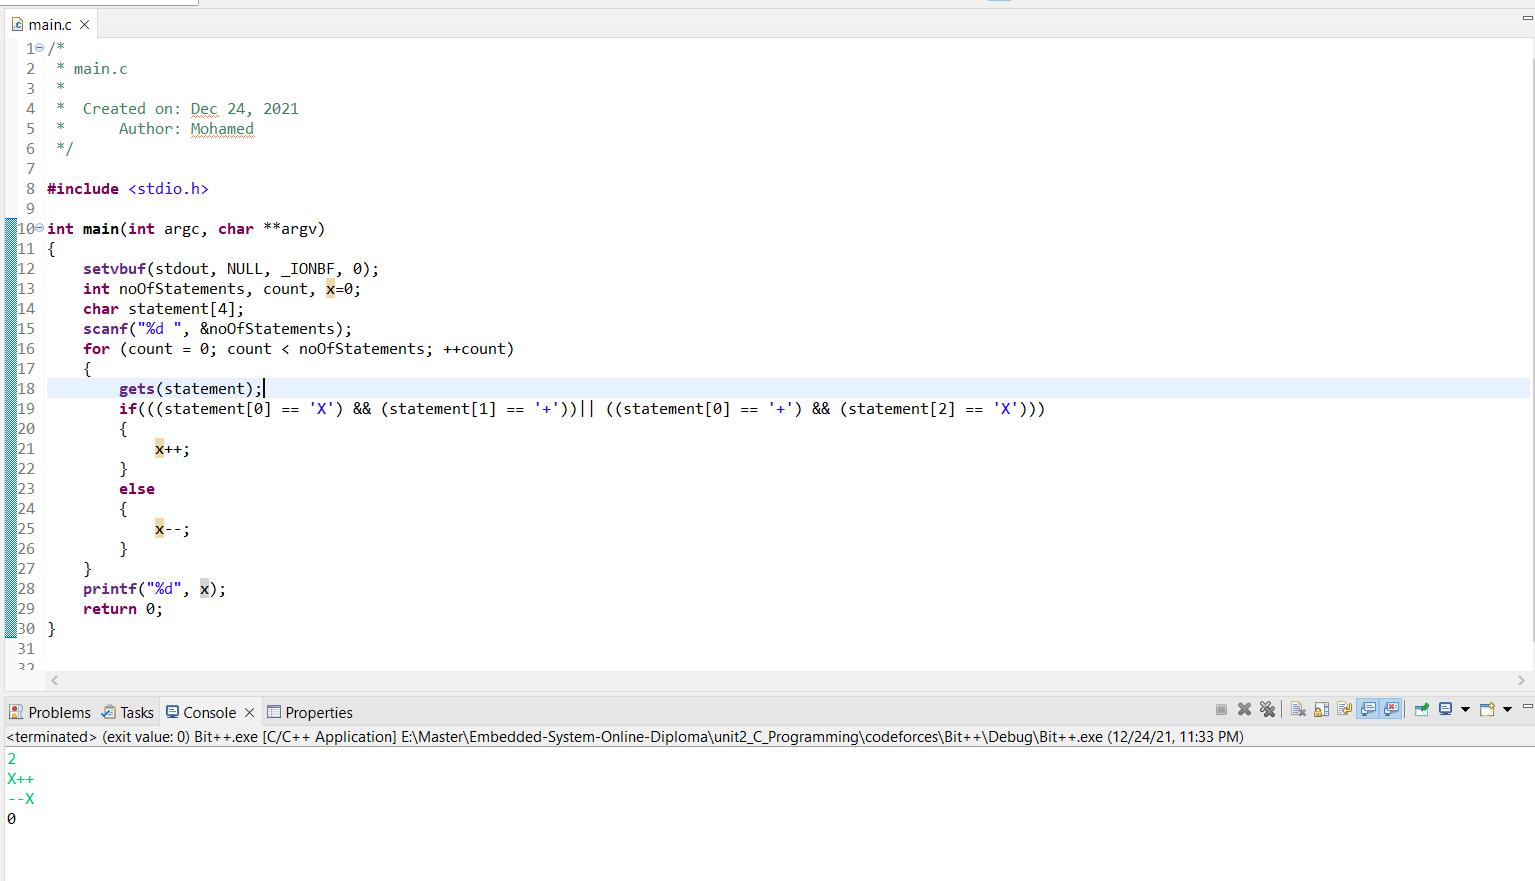 main.c
1 /*
2  * main.c
3  *
4  *  Created on: Dec 24, 2021
5  *      Author: Mohamed
6  */
7
8 #include <stdio.h>
9
10 int main(int argc, char **argv)
11 {
12     setvbuf(stdout, NULL, _IONBF, 0);
13     int noOfStatements, count, x=0;
14     char statement[4];
15     scanf("%d ", &noOfStatements);
16     for (count = 0; count < noOfStatements; ++count)
17     {
18         gets(statement);
19         if(((statement[0] == 'X') && (statement[1] == '+'))|| ((statement[0] == '+') && (statement[2] == 'X')))
20         {
21             x++;
22         }
23         else
24         {
25             x--;
26         }
27     }
28     printf("%d", x);
29     return 0;
30 }
31
32
Problems Tasks Console Properties
<terminated> (exit value: 0) Bit++.exe [C/C++ Application] E:\Master\Embedded-System-Online-Diploma\unit2_C_Programming\codeforces\Bit++\Debug\Bit++.exe (12/24/21, 11:33 PM)
2
X++
--X
0